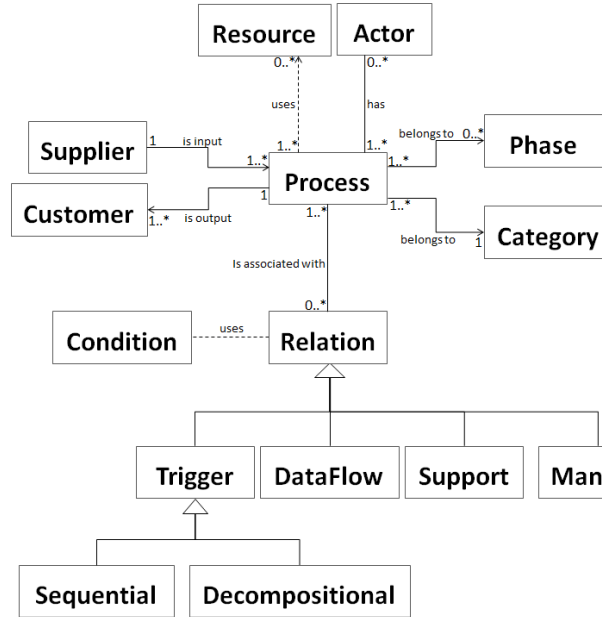 Resource
Actor
0..*
0..*
uses
has
1..*
1..*
Supplier
1
is input
1..*
Process
belongs to
0..*
1..*
Phase
Customer
1..*
is output
1
1..*
1..*
belongs to
1
Category
Is associated with
0..*
Condition
uses
Relation
Trigger
DataFlow
Support
Man
Sequential
Decompositional